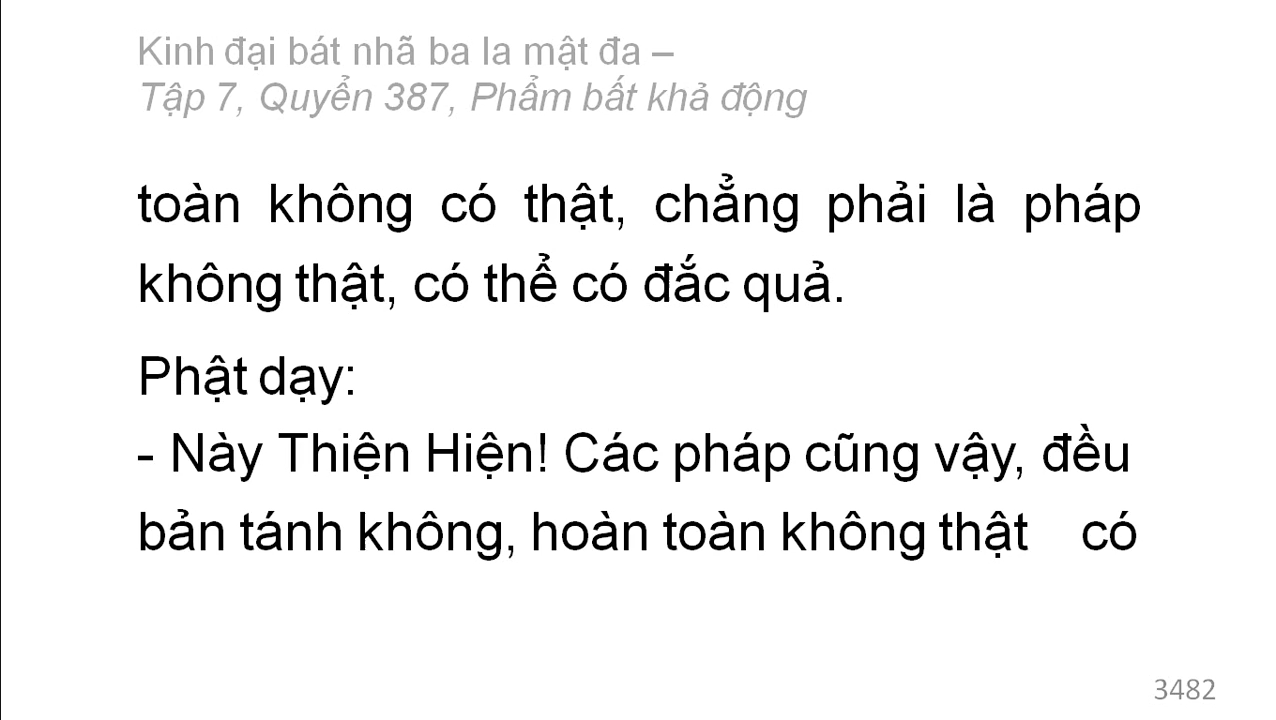 Kinh đại bát nhã ba la mật đa –
Tập 7, Quyển 387, Phẩm bất khả động
toàn không có thật, chẳng phải là pháp
không thật, có thể có đắc quả.
Phật dạy:
- Này Thiện Hiện! Các pháp cũng vậy, đều
bản tánh không, hoàn toàn không thật có
3482